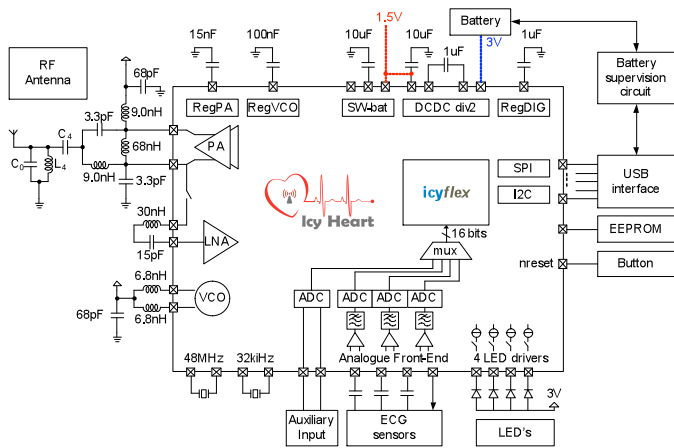 15nF
100nF
10uF
1.5V
10uF
1uF
Battery
3V
1uF
RF
Antenna
68pF
Battery
supervision
circuit
RegPA
RegVCO
SW-bat
DCDC div2
RegDIG
9.0nH
3.3pF
C4
68nH
PA
C0
L4
9.0nH
3.3pF
Icy Heart
icyflex
SPI
I2C
USB
interface
30nH
15pF
LNA
16 bits
mux
EEPROM
nreset
Button
6.8nH
VCO
68pF
6.8nH
ADC
ADC
ADC
ADC
48MHz
32kiHz
Analogue Front-End
4 LED drivers
3V
Auxiliary
Input
ECG
sensors
LED's